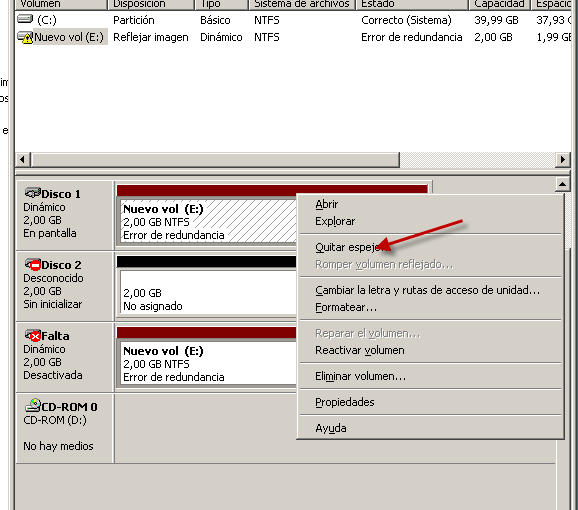 Volumen Disposición Tipo Sistema de archivos Estado Capacidad Espacio
(C:) Partición Básico NTFS Correcto (Sistema) 39,99 GB 37,93
Nuevo vol (E:) Reflejar imagen Dinámico NTFS Error de redundancia 2,00 GB 1,99 GB
Disco 1
Dinámico
2,00 GB
En pantalla
Nuevo vol (E:)
2,00 GB NTFS
Error de redundancia
Disco 2
Desconocido
2,00 GB
Sin inicializar
2,00 GB
No asignado
Falta
Dinámico
2,00 GB
Desactivada
Nuevo vol (E:)
2,00 GB NTFS
Error de redundancia
CD-ROM 0
CD-ROM (D:)
No hay medios
Abrir
Explorar
Quitar espejo...
Romper volumen reflejado...
Cambiar la letra y rutas de acceso de unidad...
Formatear...
Reparar el volumen...
Reactivar volumen
Eliminar volumen...
Propiedades
Ayuda